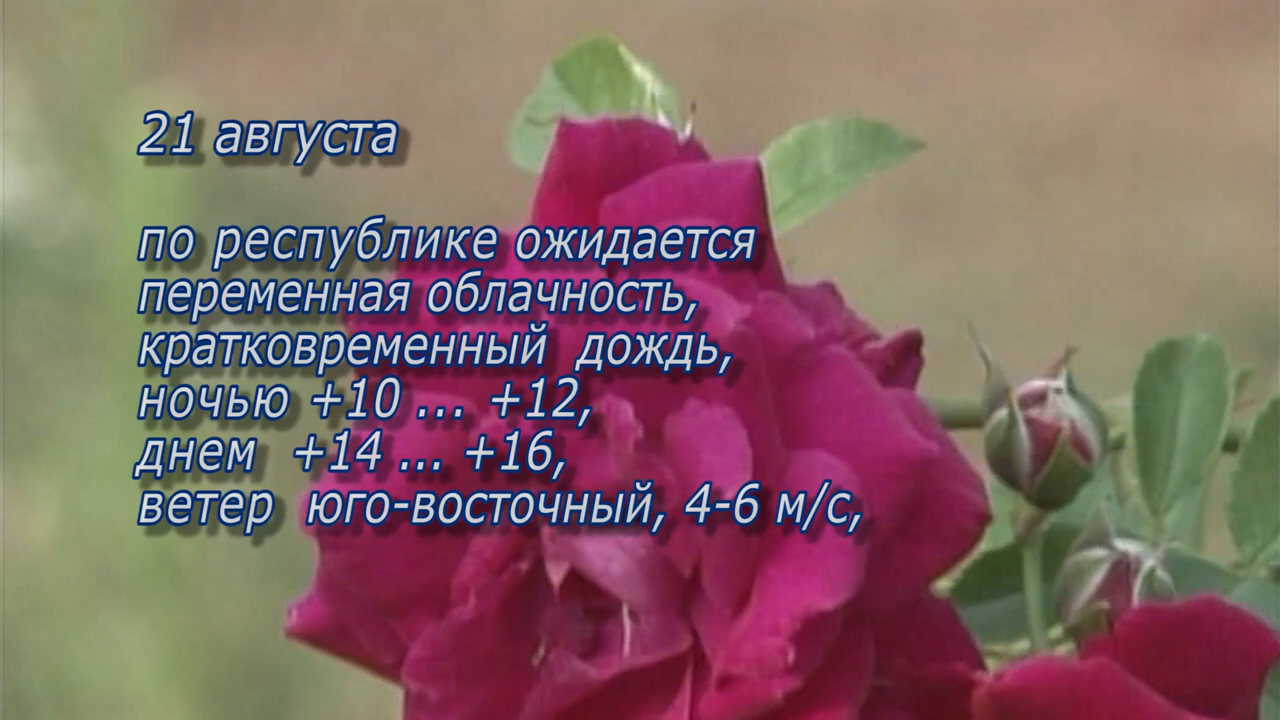 21 августа
по республике ожидается
переменная облачность,
кратковременный дождь,
ночью +10 ... +12,
днем +14 ... +16,
ветер юго-восточный, 4-6 м/с,